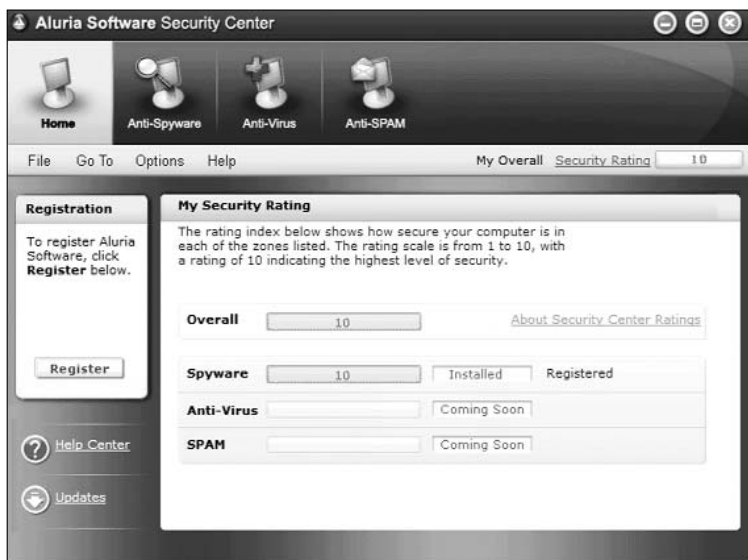 Aluria Software Security Center
Home
Anti-Spyware
Anti-Virus
Anti-SPAM
File Go To Options Help
My Overall Security Rating 10
Registration
To register Aluria
Software, click
Register below.
Register
Help Center
Updates
My Security Rating
The rating index below shows how secure your computer is in
each of the zones listed. The rating scale is from 1 to 10, with
a rating of 10 indicating the highest level of security.
Overall 10 About Security Center Ratings
Spyware 10 Installed Registered
Anti-Virus Coming Soon
SPAM Coming Soon